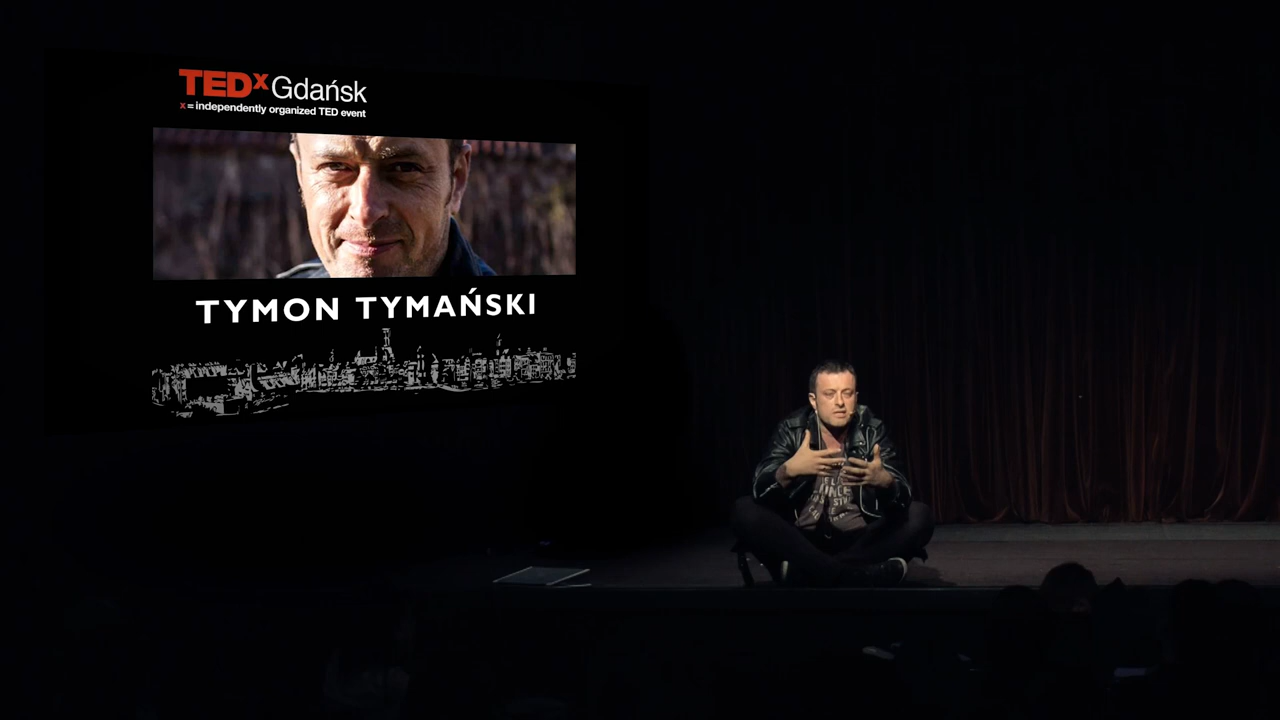 TEDxGdańsk
x = independently organized TED event
TYMON TYMAŃSKI